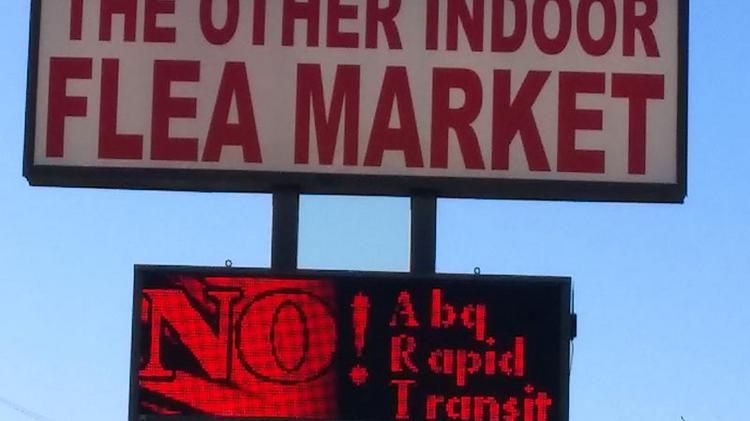 THE OTHER INDOOR
FLEA MARKET
NO! Abq
Rapid
Transit